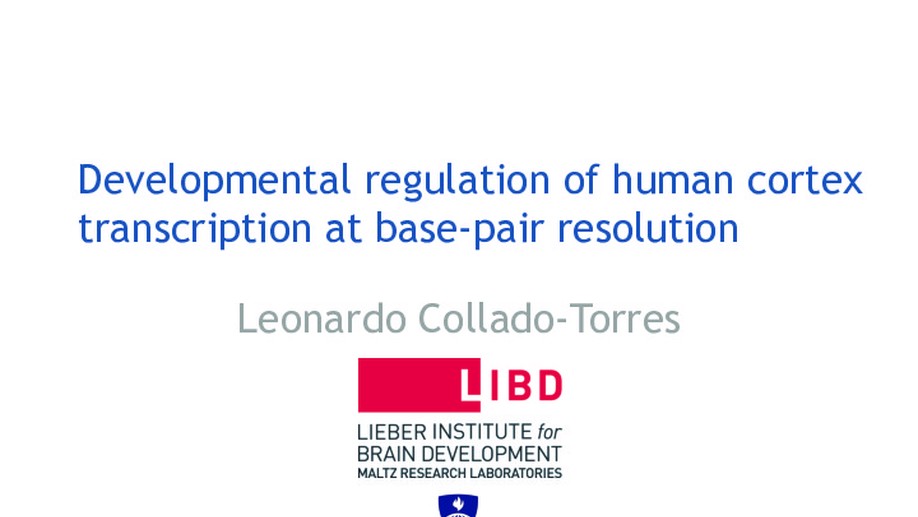 Developmental regulation of human cortex
transcription at base-pair resolution
Leonardo Collado-Torres
LIBD
LIEBER INSTITUTE for
BRAIN DEVELOPMENT
MALTZ RESEARCH LABORATORIES